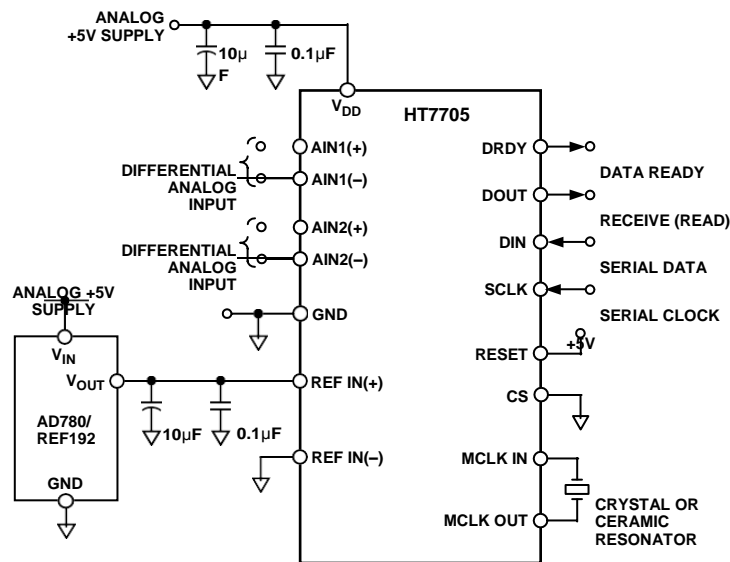 ANALOG
+5V SUPPLY
10µ
F
0.1µF
VDD
HT7705
AIN1(+)
DIFFERENTIAL
ANALOG
INPUT
AIN1(–)
AIN2(+)
DIFFERENTIAL
ANALOG
INPUT
AIN2(–)
DRDY
DATA READY
DOUT
RECEIVE (READ)
DIN
SERIAL DATA
SCLK
SERIAL CLOCK
ANALOG +5V
SUPPLY
GND
+5V
RESET
VIN
VOUT
REF IN(+)
CS
AD780/
REF192
10µF
0.1µF
GND
REF IN(–)
MCLK IN
MCLK OUT
CRYSTAL OR
CERAMIC
RESONATOR